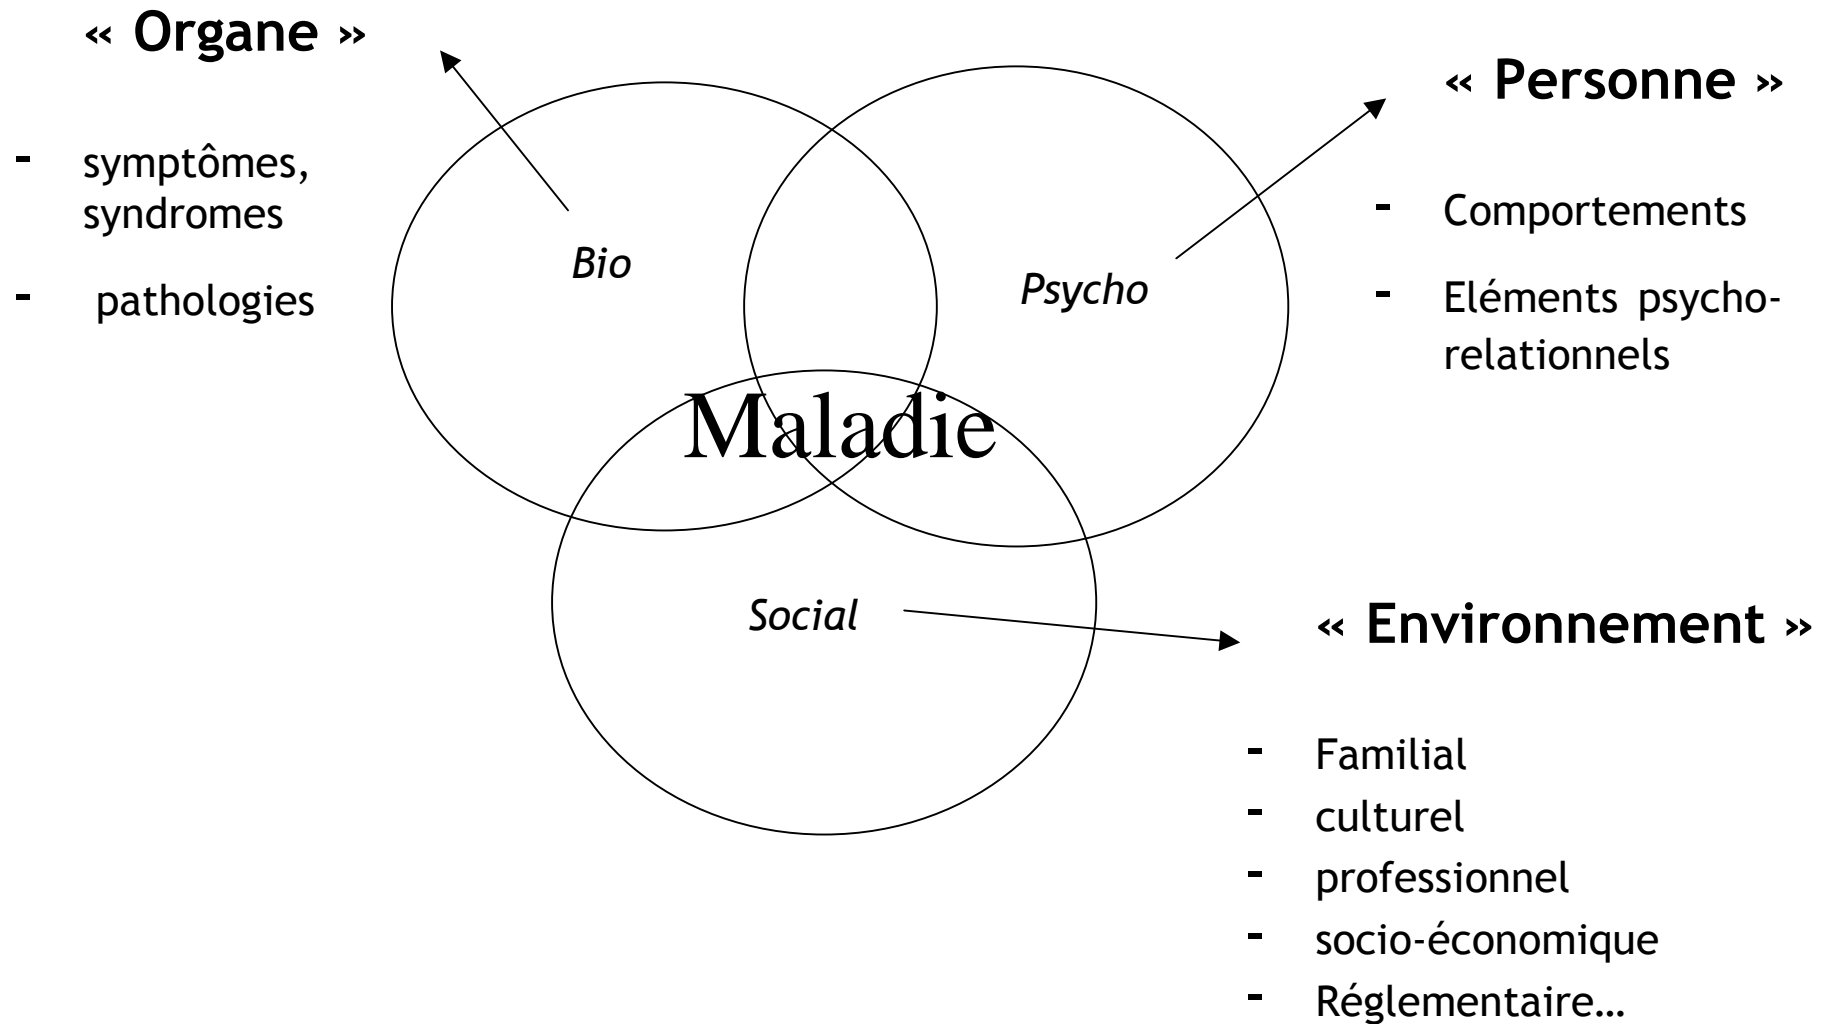 « Organe »
- symptômes,
syndromes
- pathologies
Bio
Psycho
Maladie
Social
« Personne »
- Comportements
- Eléments psycho-
relationnels
« Environnement »
- Familial
- culturel
- professionnel
- socio-économique
- Réglementaire…